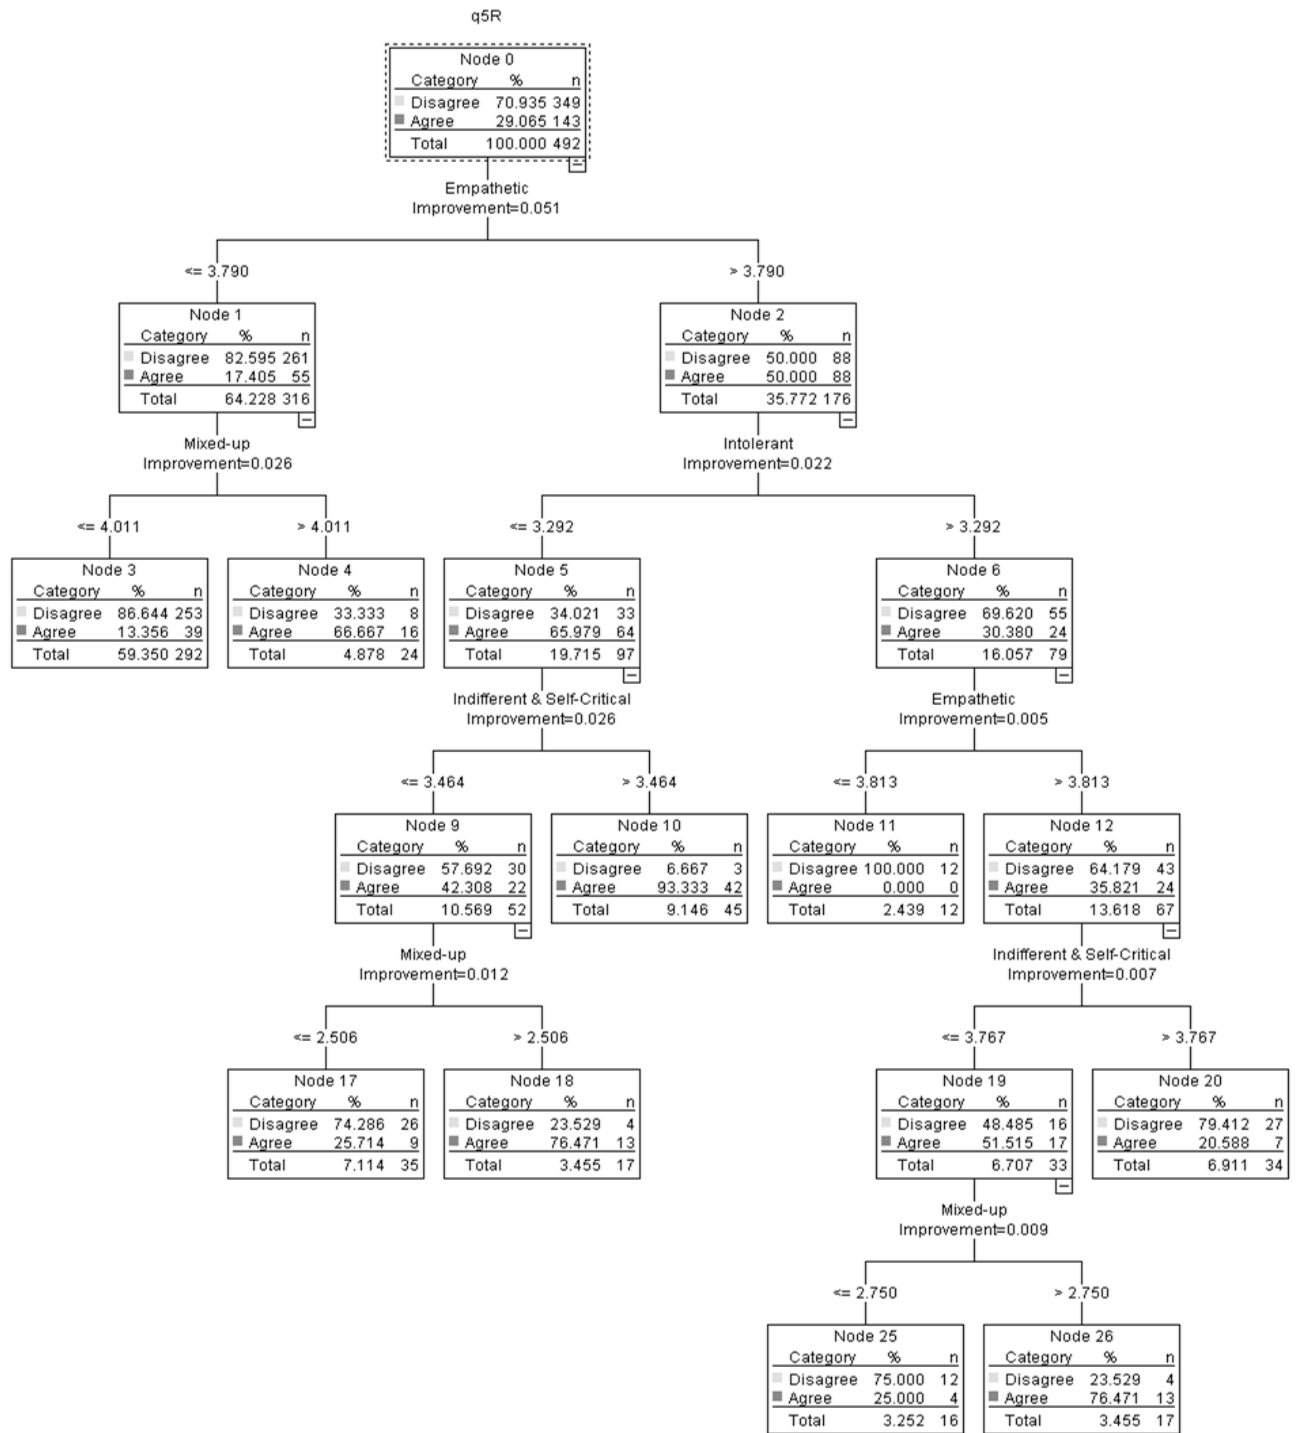 q5R
Node 0
Category % n
Disagree 70.935 349
Agree 29.065 143
Total 100.000 492
Empathetic
Improvement=0.051
<= 3.790
> 3.790
Node 1
Category % n
Disagree 82.595 261
Agree 17.405 55
Total 64.228 316
Node 2
Category % n
Disagree 50.000 88
Agree 50.000 88
Total 35.772 176
Mixed-up
Improvement=0.026
Intolerant
Improvement=0.022
<= 4.011
> 4.011
<= 3.292
> 3.292
Node 3
Category % n
Disagree 86.644 253
Agree 13.356 39
Total 59.350 292
Node 4
Category % n
Disagree 33.333 8
Agree 66.667 16
Total 4.878 24
Node 5
Category % n
Disagree 34.021 33
Agree 65.979 64
Total 19.715 97
Node 6
Category % n
Disagree 69.620 55
Agree 30.380 24
Total 16.057 79
Indifferent & Self-Critical
Improvement=0.026
Empathetic
Improvement=0.005
<= 3.464
> 3.464
<= 3.813
> 3.813
Node 9
Category % n
Disagree 57.692 30
Agree 42.308 22
Total 10.569 52
Node 10
Category % n
Disagree 6.667 3
Agree 93.333 42
Total 9.146 45
Node 11
Category % n
Disagree 100.000 12
Agree 0.000 0
Total 2.439 12
Node 12
Category % n
Disagree 64.179 43
Agree 35.821 24
Total 13.618 67
Mixed-up
Improvement=0.012
Indifferent & Self-Critical
Improvement=0.007
<= 2.506
> 2.506
<= 3.767
> 3.767
Node 17
Category % n
Disagree 74.286 26
Agree 25.714 9
Total 7.114 35
Node 18
Category % n
Disagree 23.529 4
Agree 76.471 13
Total 3.455 17
Node 19
Category % n
Disagree 48.485 16
Agree 51.515 17
Total 6.707 33
Node 20
Category % n
Disagree 79.412 27
Agree 20.588 7
Total 6.911 34
Mixed-up
Improvement=0.009
<= 2.750
> 2.750
Node 25
Category % n
Disagree 75.000 12
Agree 25.000 4
Total 3.252 16
Node 26
Category % n
Disagree 23.529 4
Agree 76.471 13
Total 3.455 17